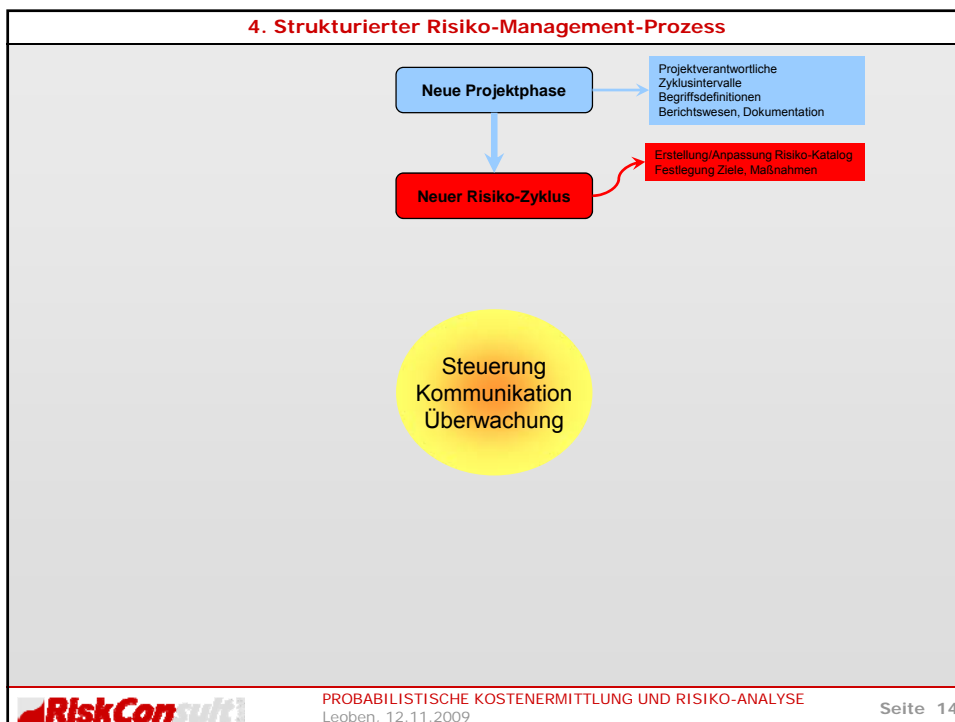 4. Strukturierter Risiko-Management-Prozess
Neue Projektphase
Projektverantwortliche
Zyklusintervalle
Begriffsdefinitionen
Berichtswesen, Dokumentation
Neuer Risiko-Zyklus
Erstellung/Anpassung Risiko-Katalog
Festlegung Ziele, Maßnahmen
Steuerung
Kommunikation
Überwachung
RiskConsult
PROBABILISTISCHE KOSTENERMITTLUNG UND RISIKO-ANALYSE
Leoben, 12.11.2009
Seite 14